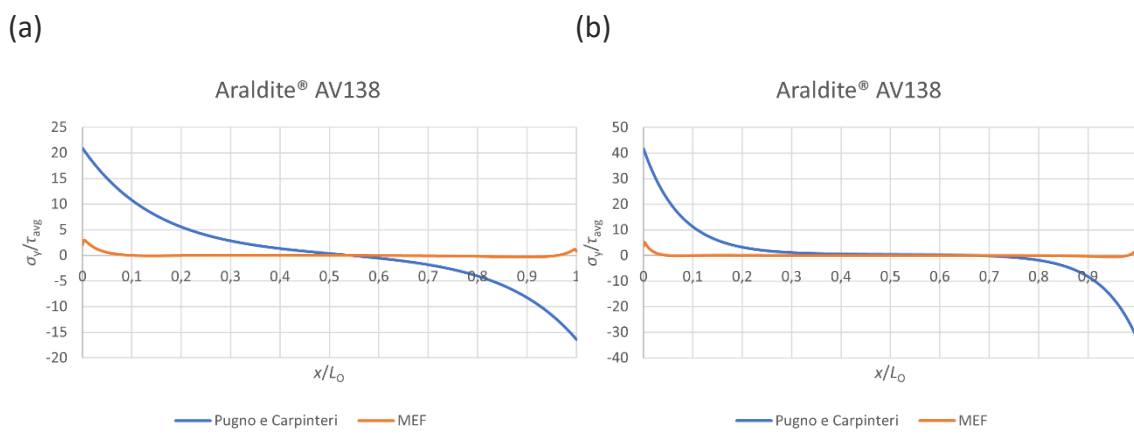 (a)
Araldite® AV138
25
20
15
10
5
0
-5
-10
-15
-20
0 0,1 0,2 0,3 0,4 0,5 0,6 0,7 0,8 0,9 1
σy/τavg
x/LO
Pugno e Carpinteri MEF
(b)
Araldite® AV138
50
40
30
20
10
0
-10
-20
-30
-40
0 0,1 0,2 0,3 0,4 0,5 0,6 0,7 0,8 0,9
σy/τavg
x/LO
Pugno e Carpinteri MEF